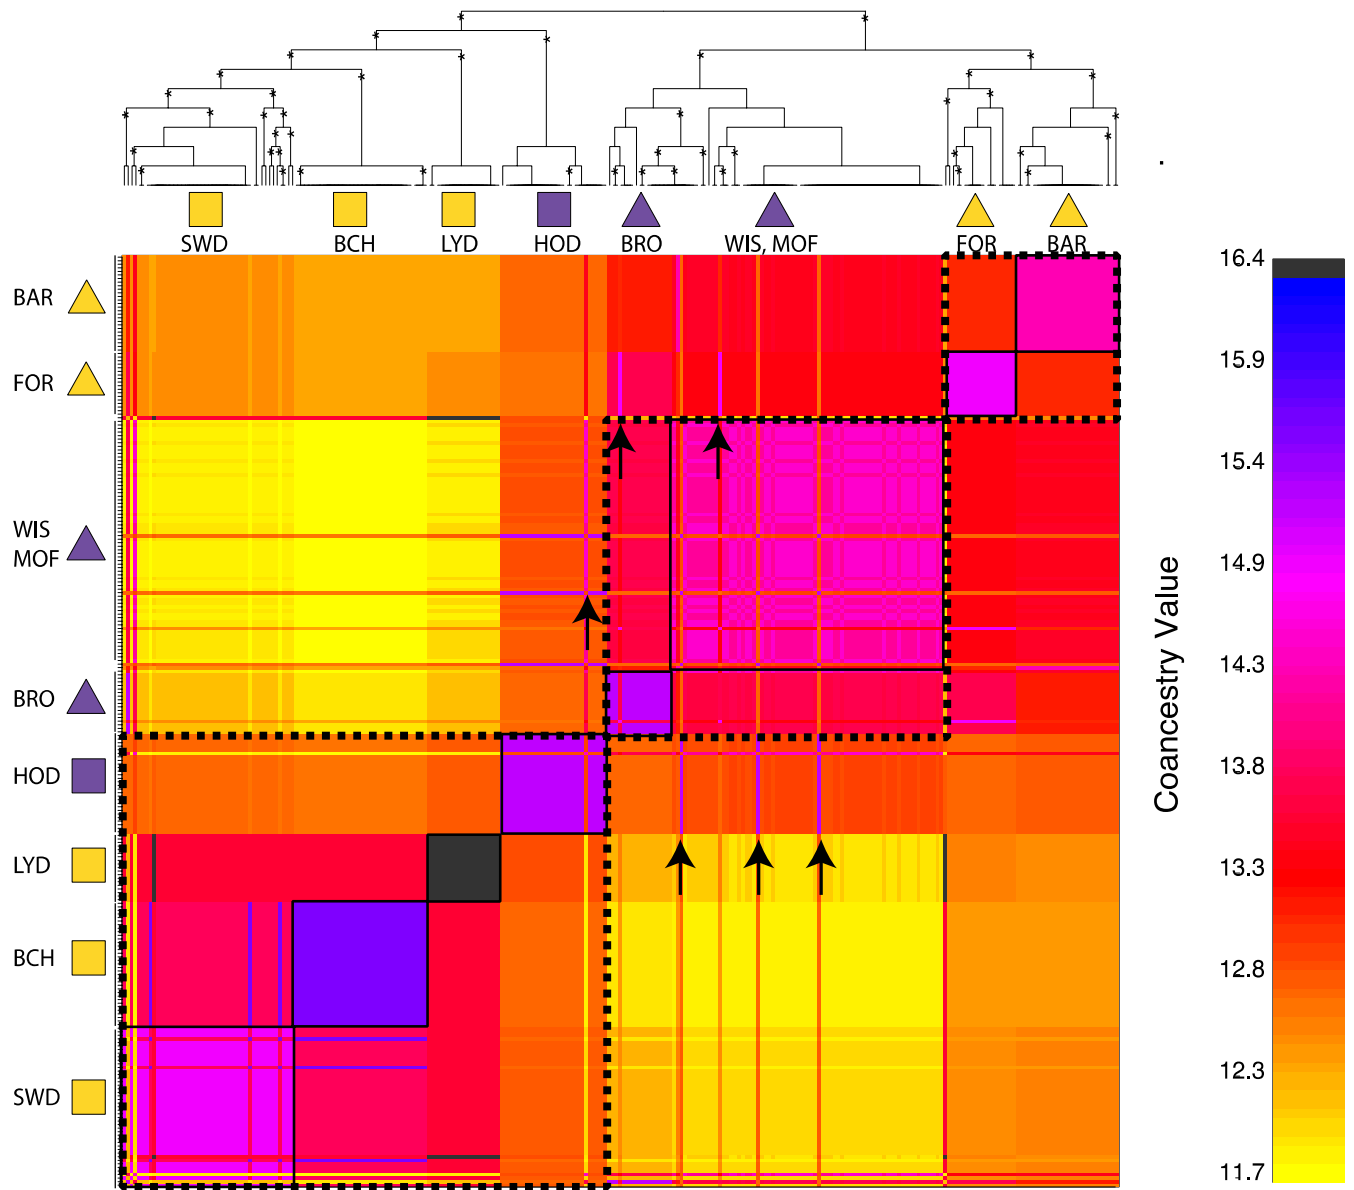 SWD BCH LYD HOD BRO WIS, MOF FOR BAR
BAR
FOR
WIS
MOF
BRO
HOD
LYD
BCH
SWD
16.4
15.9
15.4
14.9
14.3
13.8
13.3
12.8
12.3
11.7
Coancestry Value